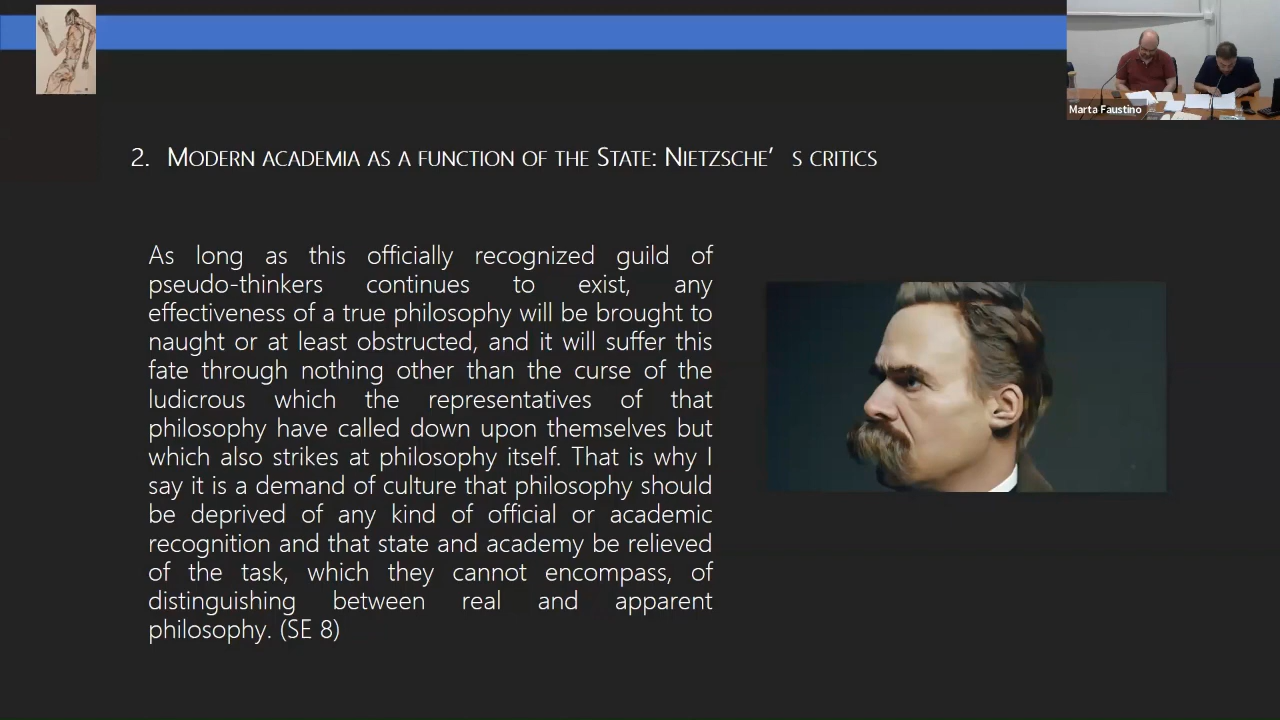 Marta Faustino
2. MODERN ACADEMIA AS A FUNCTION OF THE STATE: NIETZSCHE' S CRITICS
As long as this officially recognized guild of
pseudo-thinkers continues to exist, any
effectiveness of a true philosophy will be brought to
naught or at least obstructed, and it will suffer this
fate through nothing other than the curse of the
ludicrous which the representatives of that
philosophy have called down upon themselves but
which also strikes at philosophy itself. That is why I
say it is a demand of culture that philosophy should
be deprived of any kind of official or academic
recognition and that state and academy be relieved
of the task, which they cannot encompass, of
distinguishing between real and apparent
philosophy. (SE 8)